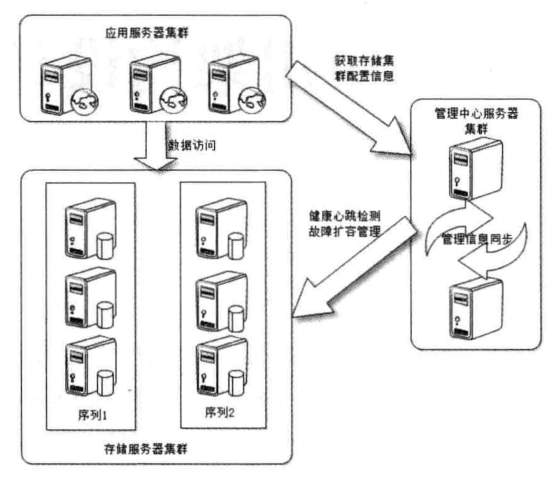 应用服务器集群
获取存储集
群配置信息
管理中心服务器
集群
数据访问
健康心跳检测
故障扩容管理
管理信息同步
序列1
序列2
存储服务器集群